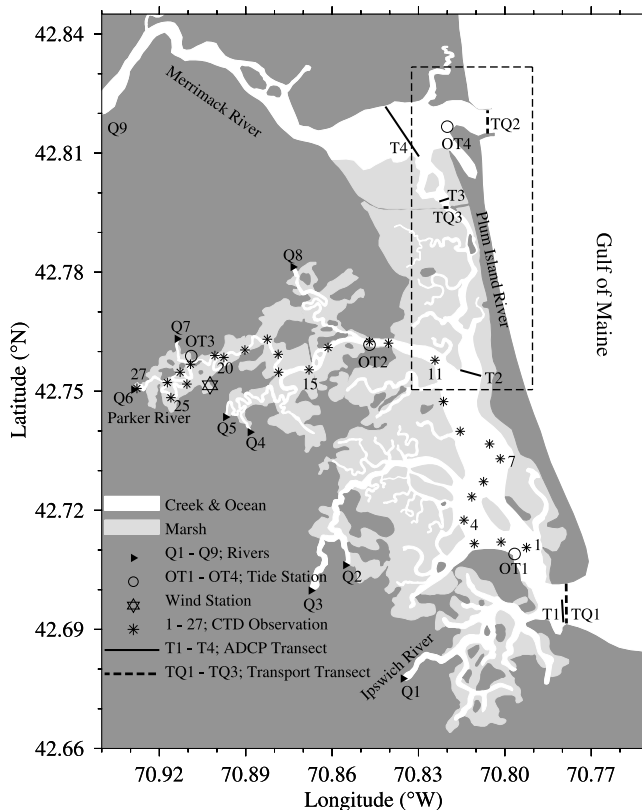 42.84
42.81
42.78
42.75
42.72
42.69
42.66
Latitude (°N)
70.92
70.89
70.86
70.83
70.80
70.77
Longitude (°W)
Merrimack River
Q9
T4
OT4
TQ2
T3
TQ3
Plum Island River
Gulf of Maine
Q8
Q7
OT3
27
20
Q6
25
Parker River
15
OT2
11
T2
Q5
Q4
7
4
1
OT1
Q2
Q3
T1
TQ1
Ipswich River
Q1
Creek & Ocean
Marsh
Q1 - Q9; Rivers
OT1 - OT4; Tide Station
Wind Station
1 - 27; CTD Observation
T1 - T4; ADCP Transect
TQ1 - TQ3; Transport Transect